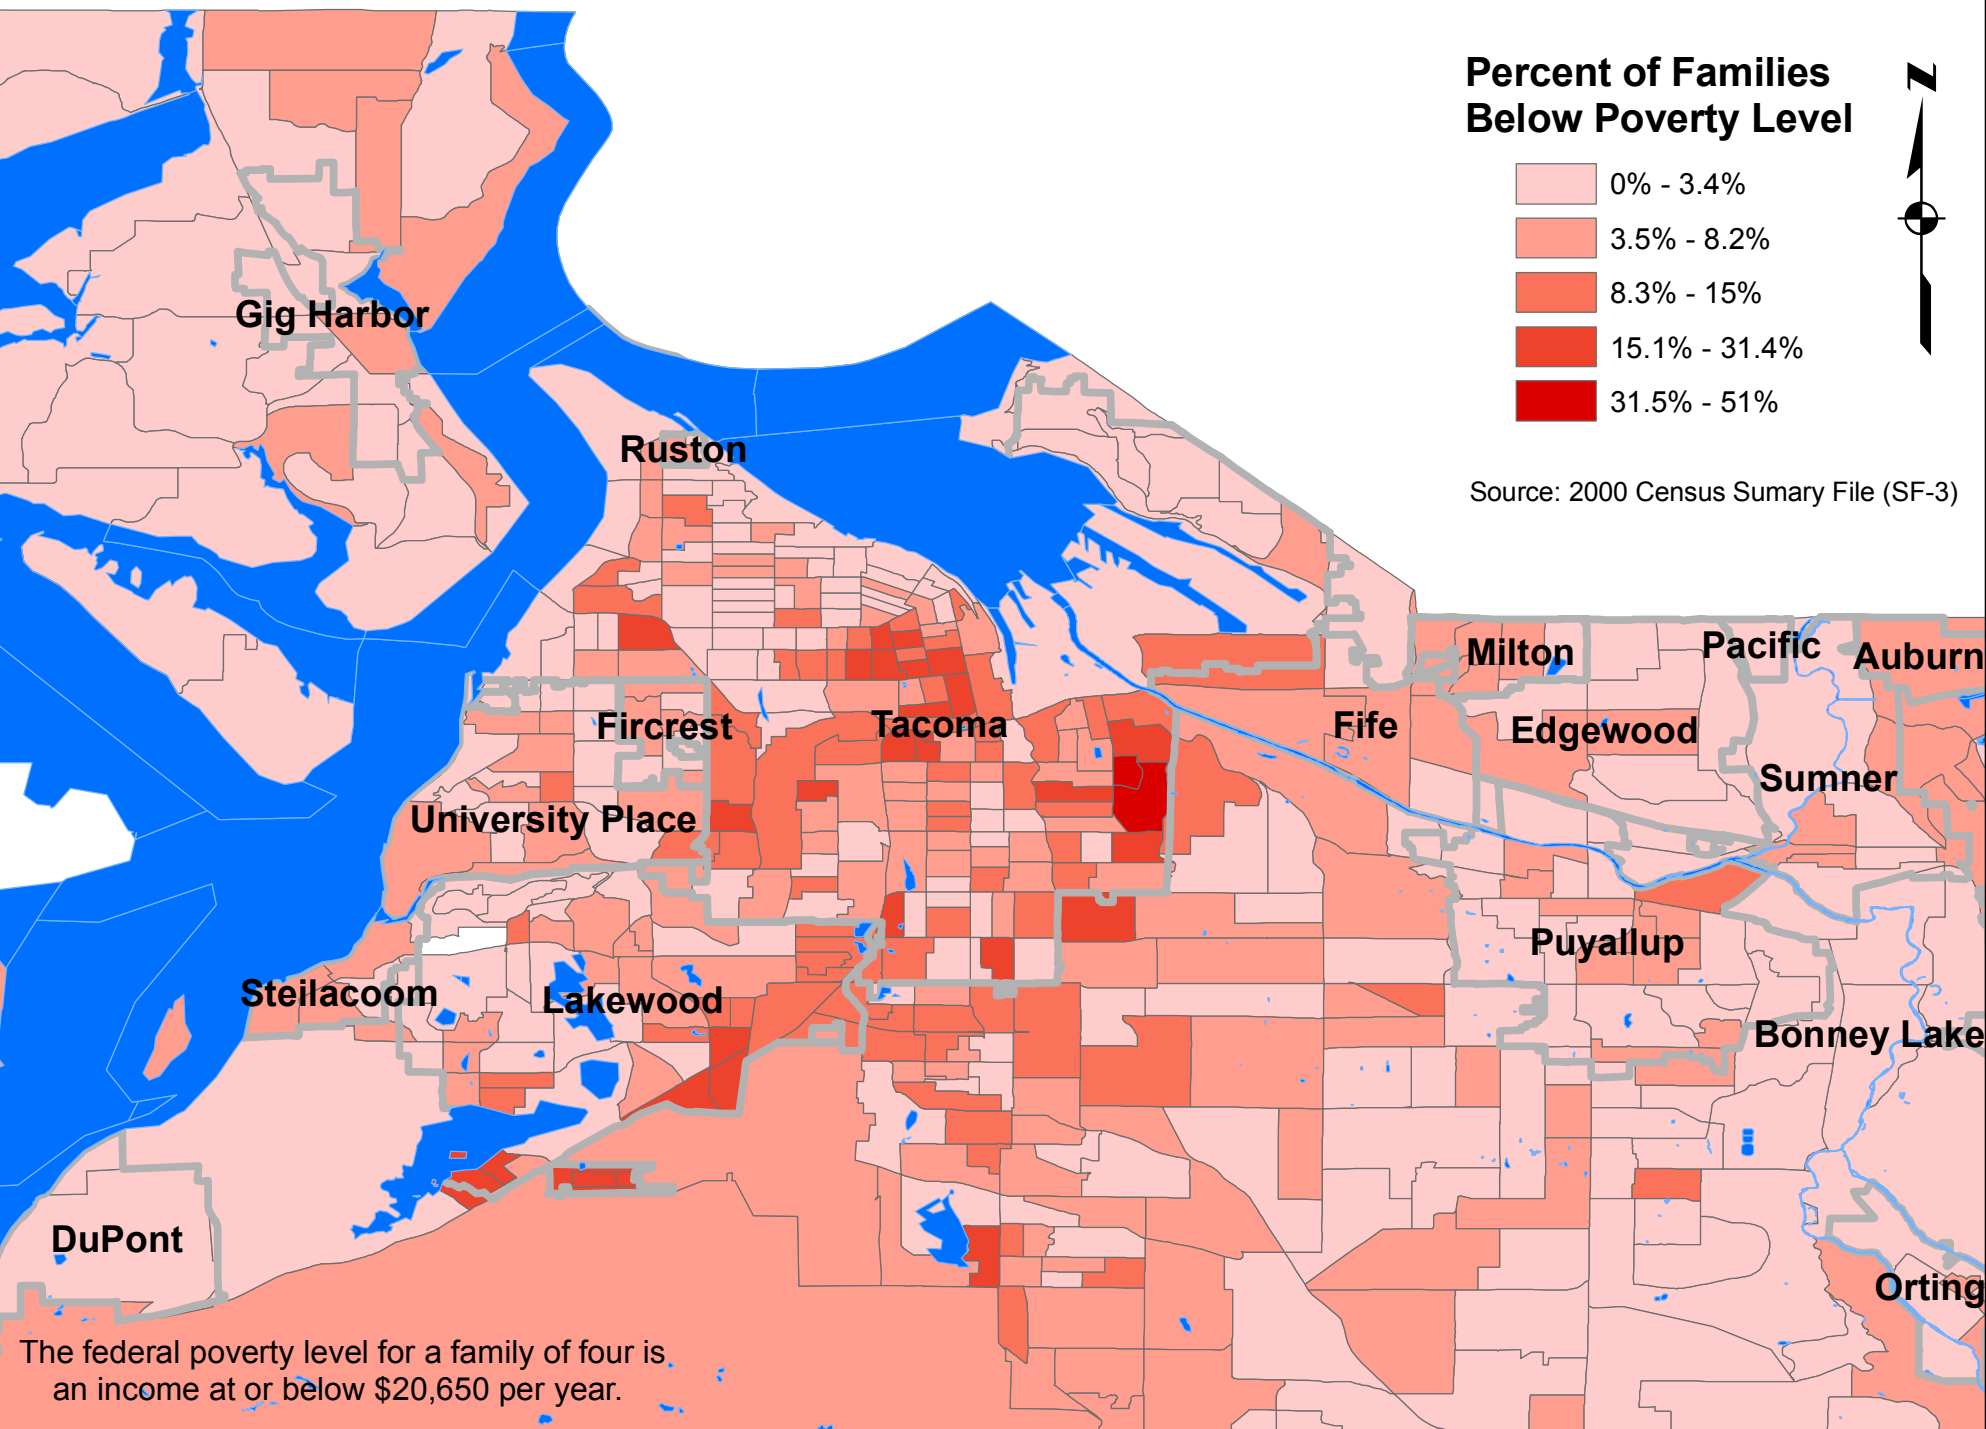 Percent of Families
Below Poverty Level
N
0% - 3.4%
3.5% - 8.2%
8.3% - 15%
15.1% - 31.4%
31.5% - 51%
Source: 2000 Census Sumary File (SF-3)
Gig Harbor
Ruston
Milton
Pacific
Auburn
Fircrest
Tacoma
Fife
Edgewood
Sumner
University Place
Puyallup
Steilacoom
Lakewood
Bonney Lake
DuPont
Orting
The federal poverty level for a family of four is
an income at or below $20,650 per year.